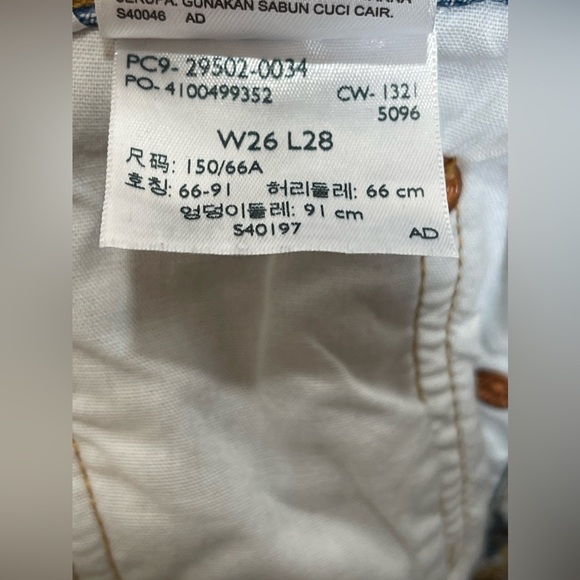 GUNAKAN SABUN CUCI CAIR.
S40046 AD
PC9- 29502-0034
PO- 4100499352 CW- 1321
5096
W26 L28
尺码: 150/66A
호칭: 66-91 허리둘레: 66 cm
엉덩이둘레: 91 cm
S40197 AD